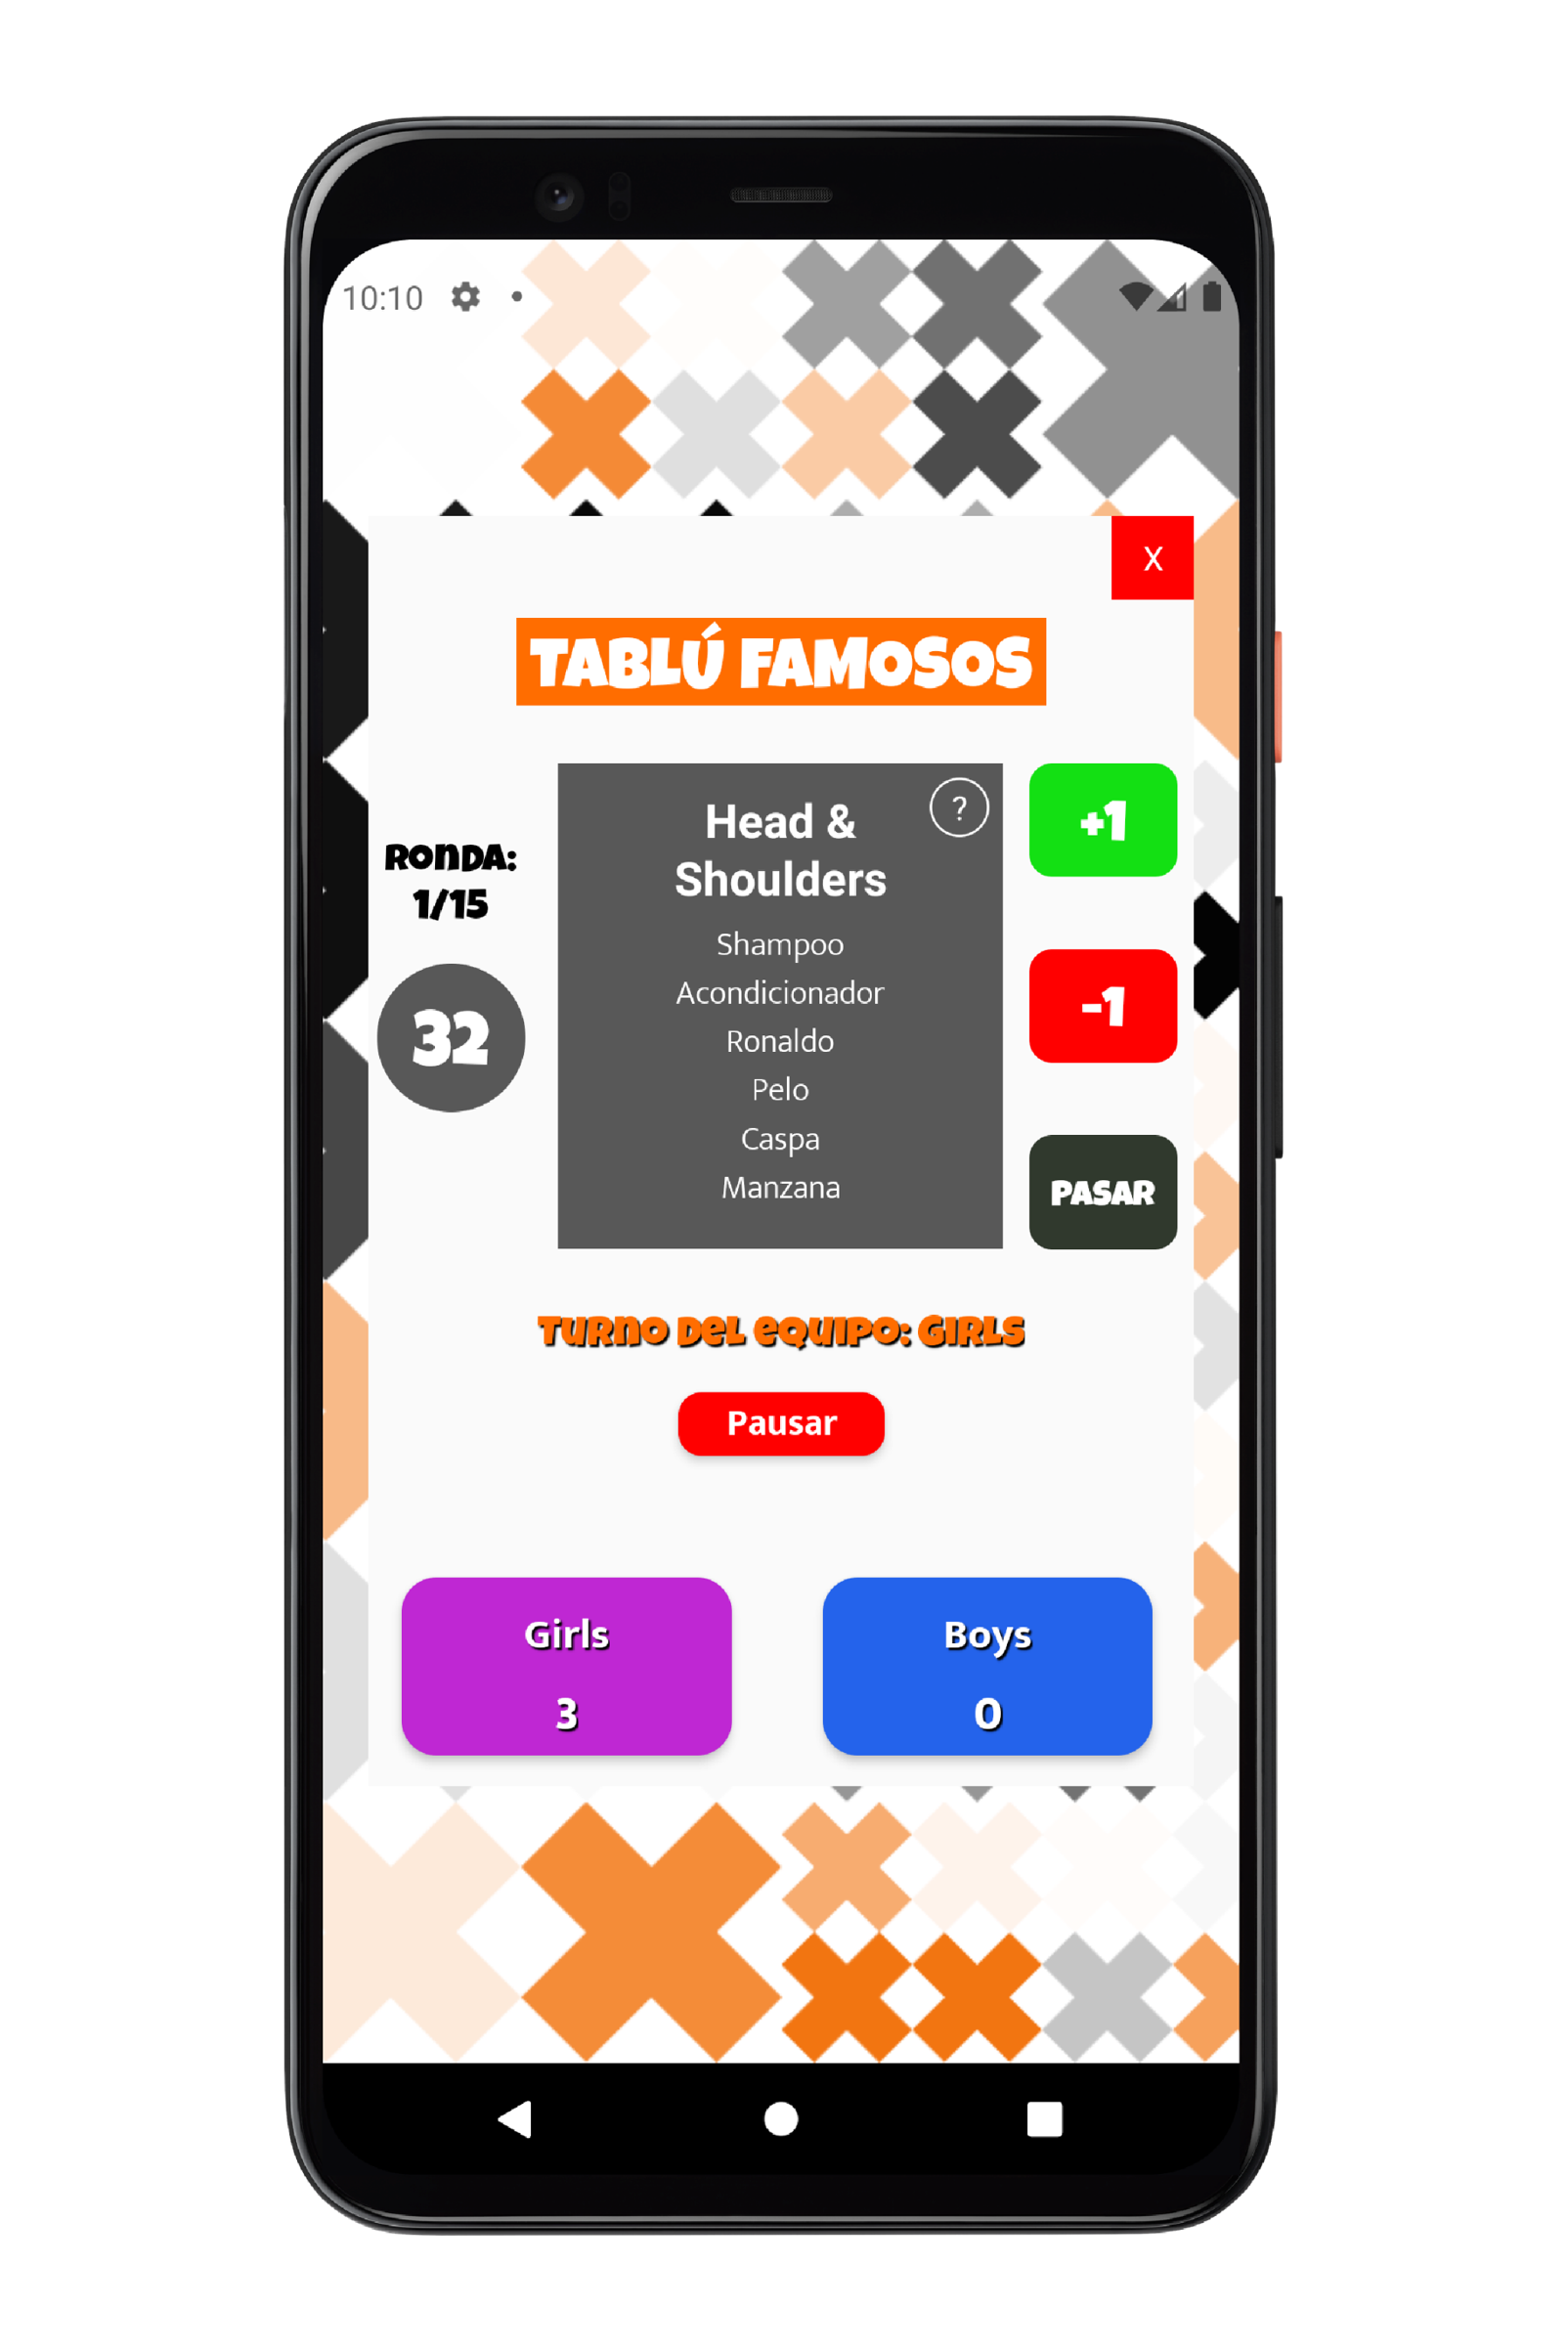 10:10
X
TABLÚ FAMOSOS
RONDA:
1/15
32
Head &
Shoulders
?
Shampoo
Acondicionador
Ronaldo
Pelo
Caspa
Manzana
+1
-1
PASAR
TURNO DEL EQUIPO: GIRLS
Pausar
Girls
3
Boys
0